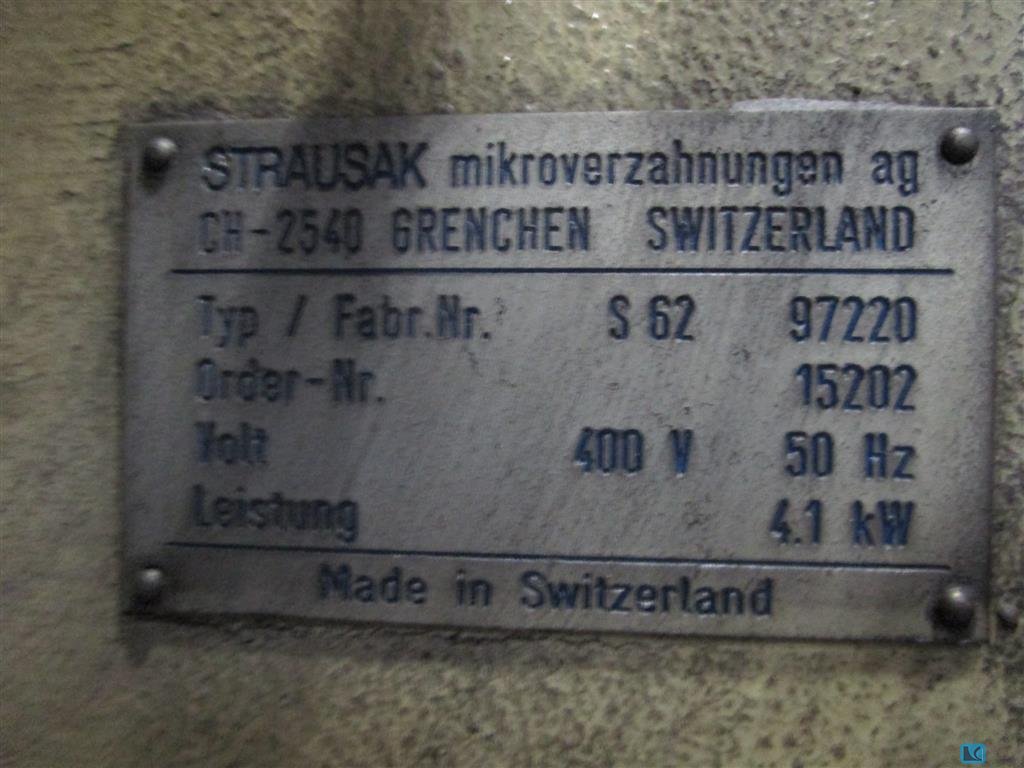 STRAUSAK mikroverzahnungen ag
CH-2540 GRENCHEN SWITZERLAND
Typ / Fabr.Nr. S 62 97220
Order-Nr. 15202
Volt 400 V 50 Hz
Leistung 4.1 kW
Made in Switzerland